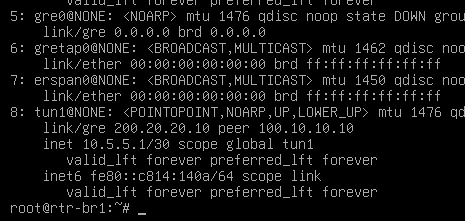 valid_lft forever preferred_lft forever
5: gre0@NONE: <NOARP> mtu 1476 qdisc noop state DOWN grou
link/gre 0.0.0.0 brd 0.0.0.0
6: gretap0@NONE: <BROADCAST,MULTICAST> mtu 1462 qdisc noo
link/ether 00:00:00:00:00:00 brd ff:ff:ff:ff:ff:ff
7: erspan0@NONE: <BROADCAST,MULTICAST> mtu 1450 qdisc noo
link/ether 00:00:00:00:00:00 brd ff:ff:ff:ff:ff:ff
8: tun1@NONE: <POINTOPOINT,NOARP,UP,LOWER_UP> mtu 1476 qd
link/gre 200.20.20.10 peer 100.10.10.10
inet 10.5.5.1/30 scope global tun1
valid_lft forever preferred_lft forever
inet6 fe80::c814:140a/64 scope link
valid_lft forever preferred_lft forever
root@rtr-br1:~# _